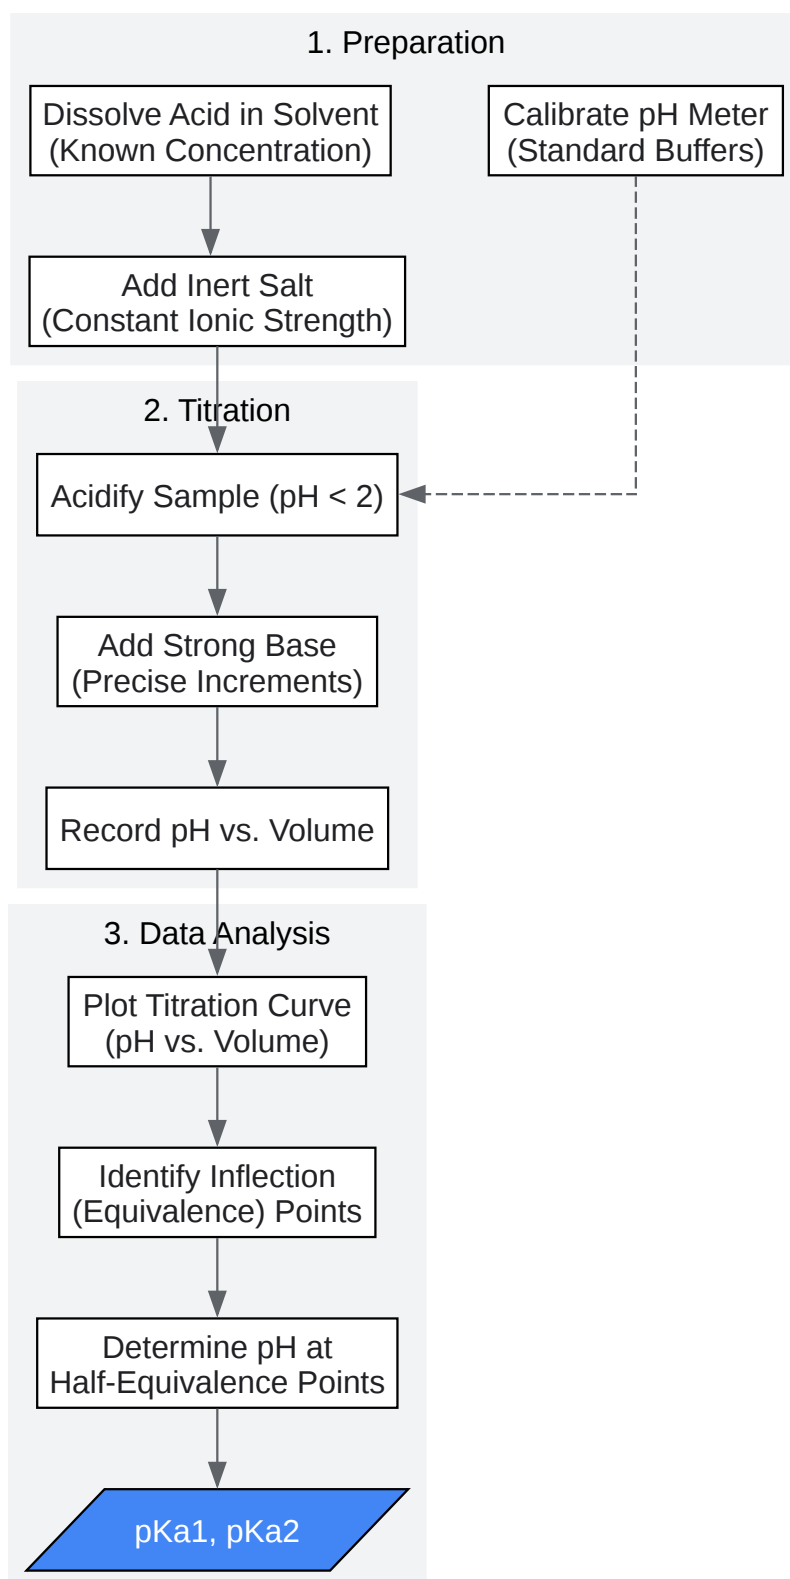 1. Preparation
Dissolve Acid in Solvent
(Known Concentration)
Calibrate pH Meter
(Standard Buffers)
Add Inert Salt
(Constant Ionic Strength)
2. Titration
Acidify Sample (pH < 2)
Add Strong Base
(Precise Increments)
Record pH vs. Volume
3. Data Analysis
Plot Titration Curve
(pH vs. Volume)
Identify Inflection
(Equivalence) Points
Determine pH at
Half-Equivalence Points
pKa1, pKa2